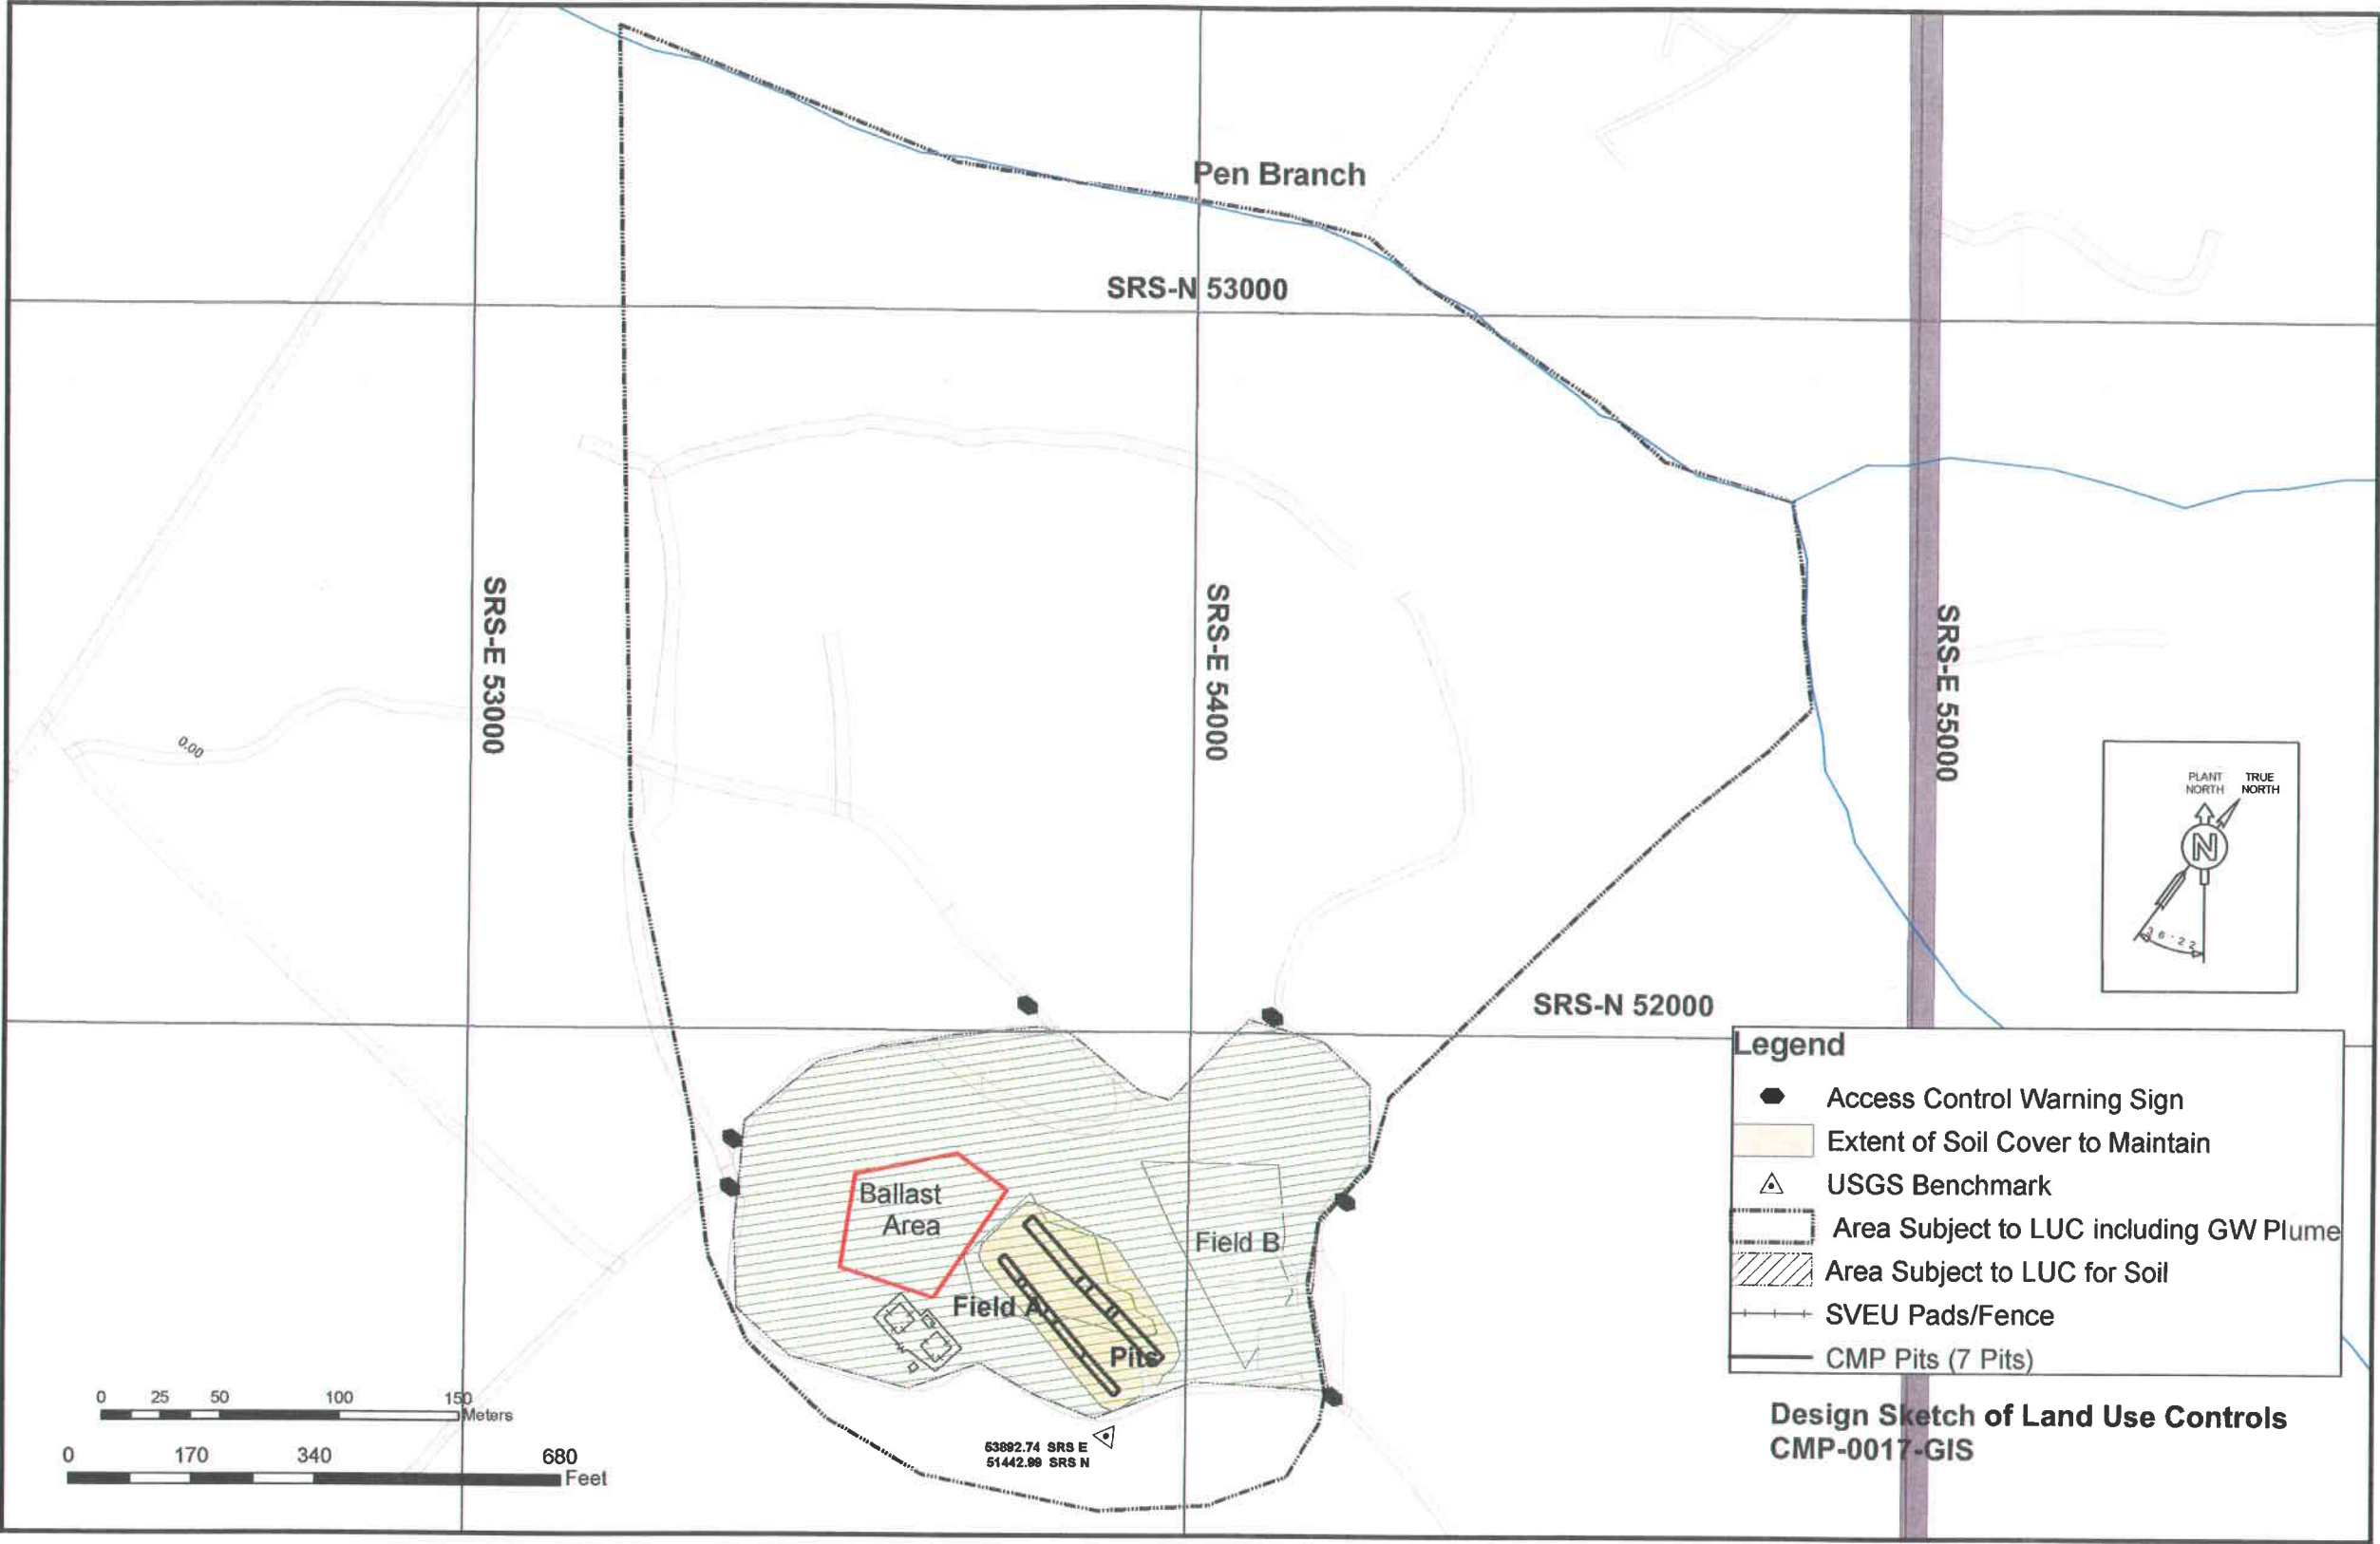 Pen Branch
SRS-N 53000
SRS-E 53000
SRS-E 54000
SRS-E 55000
0.00
PLANT NORTH
TRUE NORTH
N
36°22
SRS-N 52000
Ballast
Area
Field B
Field A
Pits
53892.74 SRS E
51442.99 SRS N
0 25 50 100 150
Meters
0 170 340 680
Feet
Legend
Access Control Warning Sign
Extent of Soil Cover to Maintain
USGS Benchmark
Area Subject to LUC including GW Plume
Area Subject to LUC for Soil
SVEU Pads/Fence
CMP Pits (7 Pits)
Design Sketch of Land Use Controls
CMP-0017-GIS